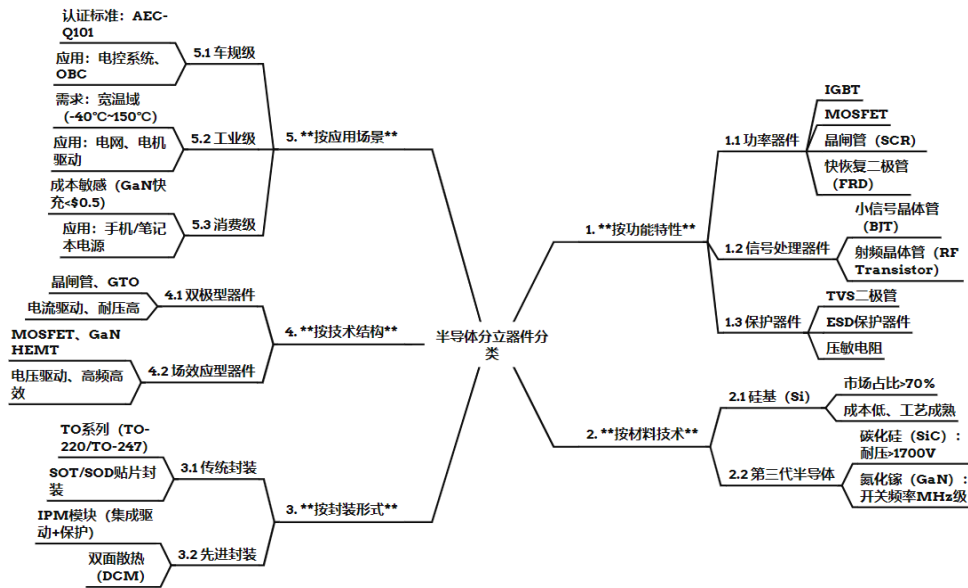 半导体分立器件分
类
1. **按功能特性**
1.1 功率器件
IGBT
MOSFET
晶闸管（SCR）
快恢复二极管
（FRD）
1.2 信号处理器件
小信号晶体管
（BJT）
射频晶体管（RF
Transistor）
1.3 保护器件
TVS二极管
ESD保护器件
压敏电阻
2. **按材料技术**
2.1 硅基（Si）
市场占比>70%
成本低、工艺成熟
2.2 第三代半导体
碳化硅（SiC）:
耐压>1700V
氮化镓（GaN）:
开关频率MHz级
3. **按封装形式**
3.1 传统封装
TO系列（TO-
220/TO-247）
SOT/SOD贴片封
装
3.2 先进封装
IPM模块（集成驱
动+保护）
双面散热
（DCM）
4. **按技术结构**
4.1 双极型器件
晶闸管、GTO
电流驱动、耐压高
4.2 场效应型器件
MOSFET、GaN
HEMT
电压驱动、高频高
效
5. **按应用场景**
5.1 车规级
认证标准：AEC-
Q101
应用：电控系统、
OBC
5.2 工业级
需求：宽温域
（-40℃~150℃）
应用：电网、电机
驱动
5.3 消费级
成本敏感（GaN快
充<$0.5）
应用：手机/笔记
本电源